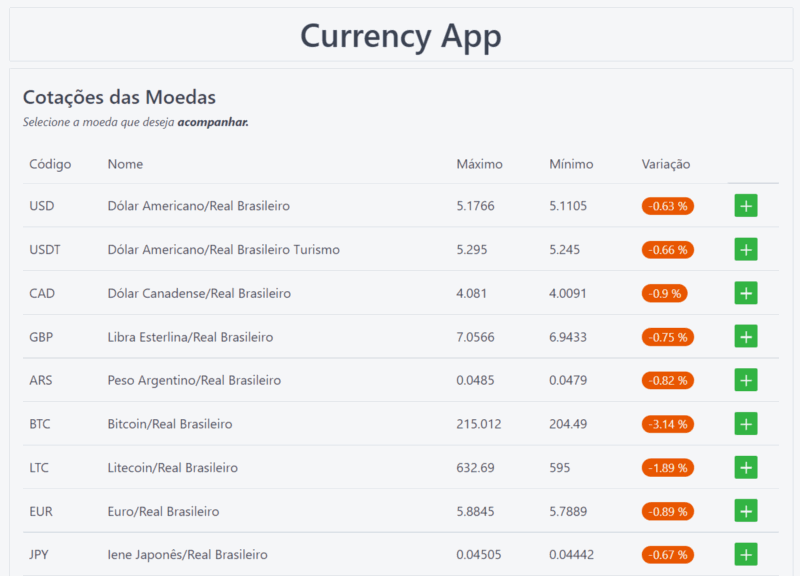 Currency App
Cotações das Moedas
Selecione a moeda que deseja acompanhar.
Código Nome Máximo Mínimo Variação
USD Dólar Americano/Real Brasileiro 5.1766 5.1105 -0.63 %
USDT Dólar Americano/Real Brasileiro Turismo 5.295 5.245 -0.66 %
CAD Dólar Canadense/Real Brasileiro 4.081 4.0091 -0.9 %
GBP Libra Esterlina/Real Brasileiro 7.0566 6.9433 -0.75 %
ARS Peso Argentino/Real Brasileiro 0.0485 0.0479 -0.82 %
BTC Bitcoin/Real Brasileiro 215.012 204.49 -3.14 %
LTC Litecoin/Real Brasileiro 632.69 595 -1.89 %
EUR Euro/Real Brasileiro 5.8845 5.7889 -0.89 %
JPY Iene Japonês/Real Brasileiro 0.04505 0.04442 -0.67 %